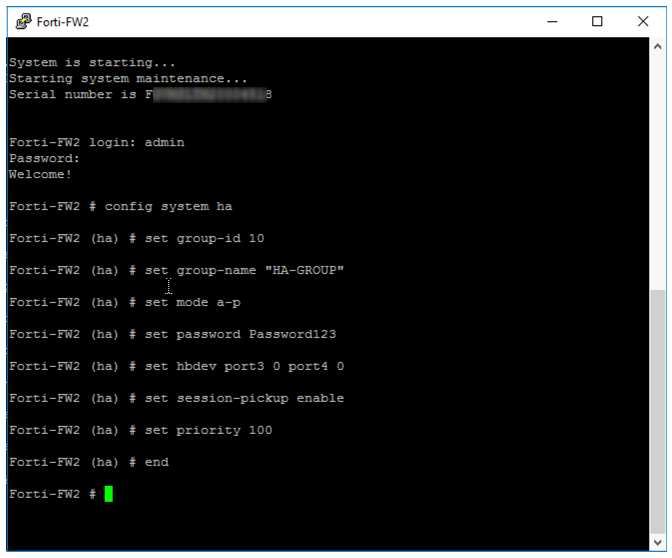 Forti-FW2
System is starting...
Starting system maintenance...
Serial number is F
Forti-FW2 login: admin
Password:
Welcome!
Forti-FW2 # config system ha
Forti-FW2 (ha) # set group-id 10
Forti-FW2 (ha) # set group-name "HA-GROUP"
Forti-FW2 (ha) # set mode a-p
Forti-FW2 (ha) # set password Password123
Forti-FW2 (ha) # set hbdev port3 0 port4 0
Forti-FW2 (ha) # set session-pickup enable
Forti-FW2 (ha) # set priority 100
Forti-FW2 (ha) # end
Forti-FW2 #